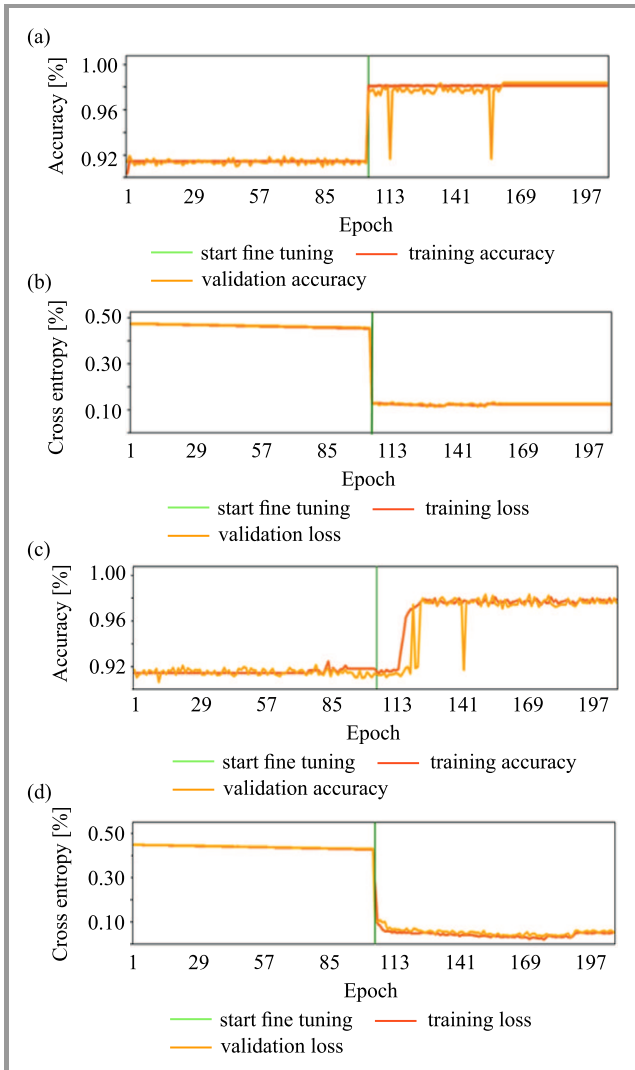 (a)
Accuracy [%]
1.00
0.96
0.92
1 29 57 85 113 141 169 197
Epoch
start fine tuning training accuracy
validation accuracy
(b)
Cross entropy [%]
0.50
0.30
0.10
1 29 57 85 113 141 169 197
Epoch
start fine tuning training loss
validation loss
(c)
Accuracy [%]
1.00
0.96
0.92
1 29 57 85 113 141 169 197
Epoch
start fine tuning training accuracy
validation accuracy
(d)
Cross entropy [%]
0.50
0.30
0.10
1 29 57 85 113 141 169 197
Epoch
start fine tuning training loss
validation loss